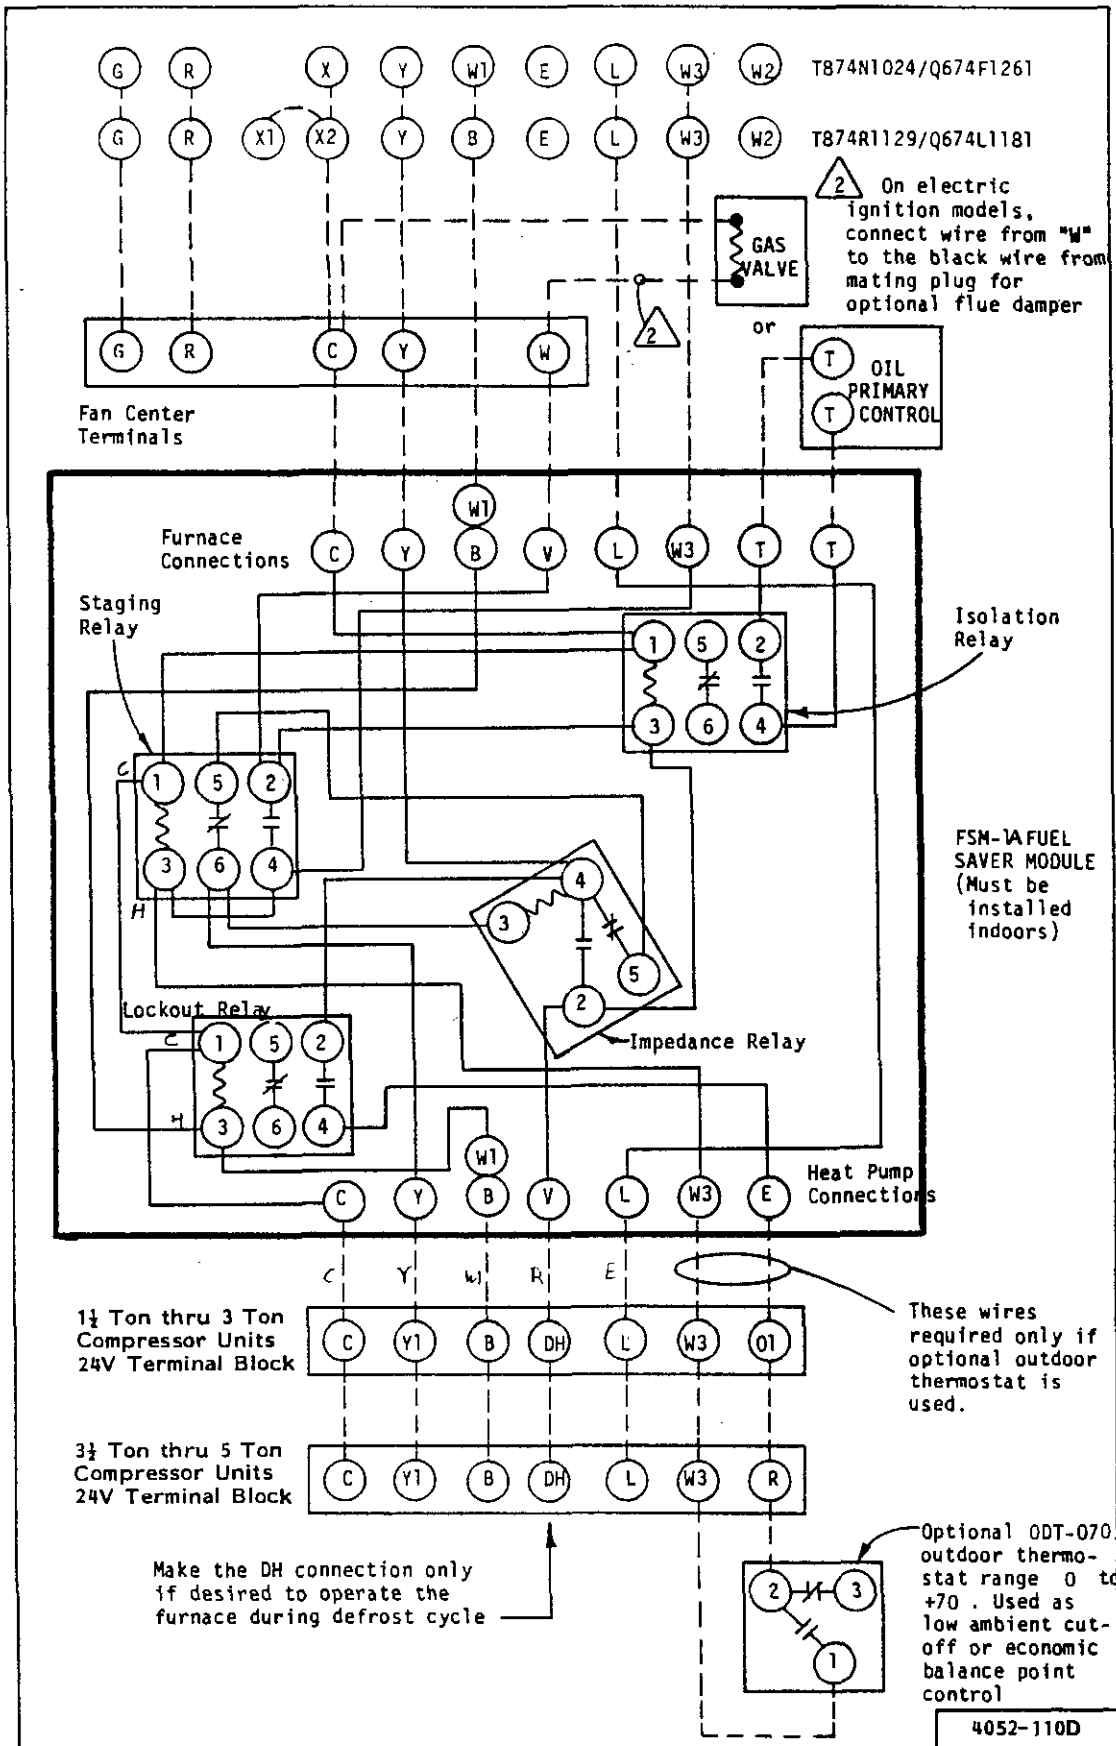 G R X Y W1 E L W3 W2 T874N1024/Q674F1261
G R X1 X2 Y B E L W3 W2 T874R1129/Q674L1181
2 On electric
ignition models,
connect wire from "W"
to the black wire from
mating plug for
optional flue damper
GAS
VALVE
or
2
G R C Y W
Fan Center
Terminals
T OIL
PRIMARY
T CONTROL
W1
Furnace
Connections
C Y B V L W3 T T
Staging
Relay
Isolation
Relay
1 5 2
3 6 4
C 1 5 2
3 6 4
H
FSM-1A FUEL
SAVER MODULE
(Must be
installed
indoors)
4
3
5
2
Impedance Relay
Lockout Relay
C 1 5 2
H 3 6 4
W1
Heat Pump
Connections
C Y B V L W3 E
C Y W1 R E
1½ Ton thru 3 Ton
Compressor Units
24V Terminal Block
C Y1 B DH L W3 O1
These wires
required only if
optional outdoor
thermostat is
used.
3½ Ton thru 5 Ton
Compressor Units
24V Terminal Block
C Y1 B DH L W3 R
Make the DH connection only
if desired to operate the
furnace during defrost cycle
2 3
1
Optional ODT-070
outdoor thermo-
stat range 0 to
+70 . Used as
low ambient cut-
off or economic
balance point
control
4052-110D